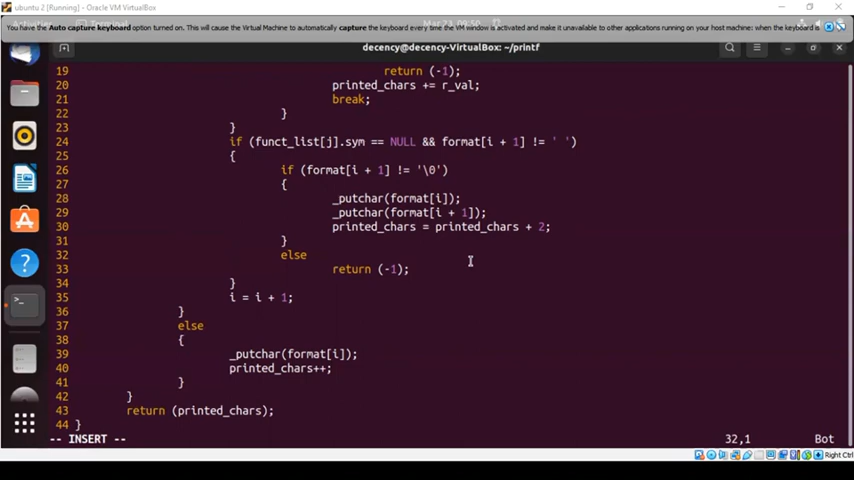 ubuntu 2 [Running] - Oracle VM VirtualBox
You have the Auto capture keyboard option turned on. This will cause the Virtual Machine to automatically capture the keyboard every time the VM window is activated and make it unavailable to other applications running on your host machine: when the keyboard is
decency@decency-VirtualBox: ~/printf
19 return (-1);
20 printed_chars += r_val;
21 break;
22 }
23 }
24 if (funct_list[j].sym == NULL && format[i + 1] != ' ')
25 {
26 if (format[i + 1] != '\0')
27 {
28 _putchar(format[i]);
29 _putchar(format[i + 1]);
30 printed_chars = printed_chars + 2;
31 }
32 else
33 return (-1);
34 }
35 i = i + 1;
36 }
37 else
38 {
39 _putchar(format[i]);
40 printed_chars++;
41 }
42 }
43 return (printed_chars);
44 }
-- INSERT -- 32,1 Bot
Right Ctrl